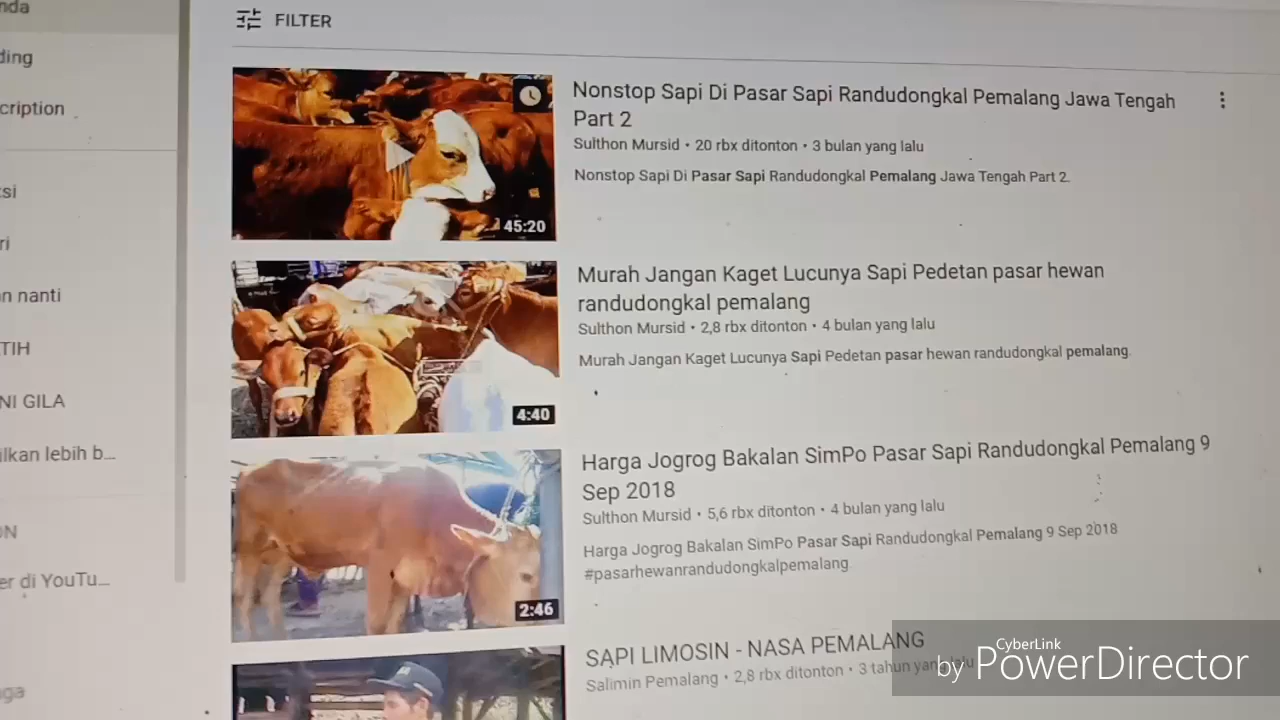 nda
FILTER
ding
cription
Nonstop Sapi Di Pasar Sapi Randudongkal Pemalang Jawa Tengah
Part 2
Sulthon Mursid • 20 rbx ditonton • 3 bulan yang lalu
Nonstop Sapi Di Pasar Sapi Randudongkal Pemalang Jawa Tengah Part 2.
45:20
si
ri
n nanti
TIH
NI GILA
ilkan lebih b...
Murah Jangan Kaget Lucunya Sapi Pedetan pasar hewan
randudongkal pemalang
Sulthon Mursid • 2,8 rbx ditonton • 4 bulan yang lalu
Murah Jangan Kaget Lucunya Sapi Pedetan pasar hewan randudongkal pemalang.
4:40
Harga Jogrog Bakalan SimPo Pasar Sapi Randudongkal Pemalang 9
Sep 2018
Sulthon Mursid • 5,6 rbx ditonton • 4 bulan yang lalu
Harga Jogrog Bakalan SimPo Pasar Sapi Randudongkal Pemalang 9 Sep 2018
#pasarhewanrandudongkalpemalang
2:46
ON
er di YouTu...
ga
SAPI LIMOSIN - NASA PEMALANG
Salimin Pemalang • 2,8 rbx ditonton • 3 tahun yang lalu
CyberLink
by PowerDirector